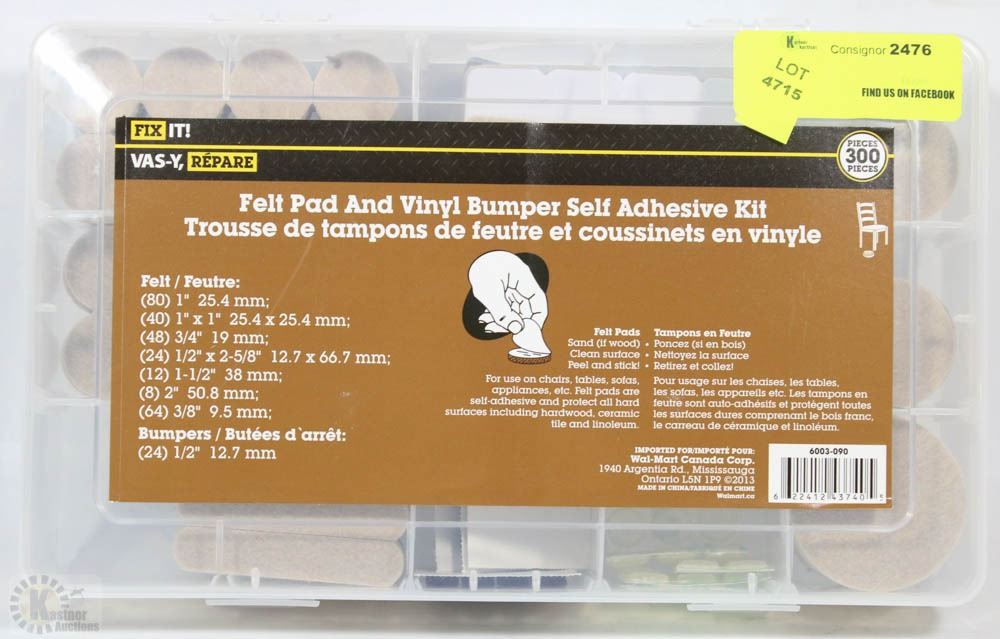 Kastner Auctions
Consignor 2476
LOT
4715
FIND US ON FACEBOOK
FIX IT!
VAS-Y, RÉPARE
PIECES
300
PIECES
Felt Pad And Vinyl Bumper Self Adhesive Kit
Trousse de tampons de feutre et coussinets en vinyle
Felt / Feutre:
(80) 1" 25.4 mm;
(40) 1" x 1" 25.4 x 25.4 mm;
(48) 3/4" 19 mm;
(24) 1/2" x 2-5/8" 12.7 x 66.7 mm;
(12) 1-1/2" 38 mm;
(8) 2" 50.8 mm;
(64) 3/8" 9.5 mm;
Bumpers / Butées d`arrêt:
(24) 1/2" 12.7 mm
Felt Pads
Sand (if wood) •
Clean surface •
Peel and stick! •
For use on chairs, tables, sofas,
appliances, etc. Felt pads are
self-adhesive and protect all hard
surfaces including hardwood, ceramic
tile and linoleum.
Tampons en Feutre
Poncez (si en bois)
Nettoyez la surface
Retirez et collez!
Pour usage sur les chaises, les tables,
les sofas, les appareils etc. Les tampons en
feutre sont auto-adhésifs et protègent toutes
les surfaces dures comprenant le bois franc,
le carreau de céramique et linoléum.
IMPORTED FOR/IMPORTÉ POUR:
Wal-Mart Canada Corp.
1940 Argentia Rd., Mississauga
Ontario L5N 1P9 ©2013
MADE IN CHINA/FABRIQUÉ EN CHINE
Walmart.ca
6003-090
6 22412 43740 5
Kastner
Auctions